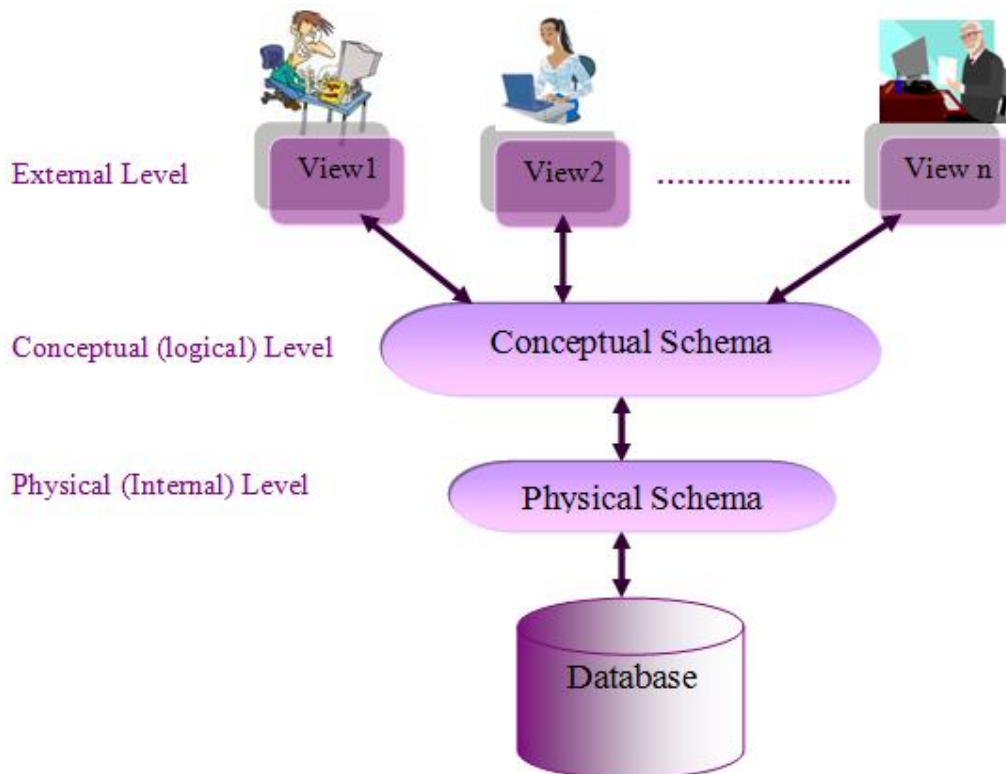 External Level
View1
View2
.....................
View n
Conceptual (logical) Level
Conceptual Schema
Physical (Internal) Level
Physical Schema
Database